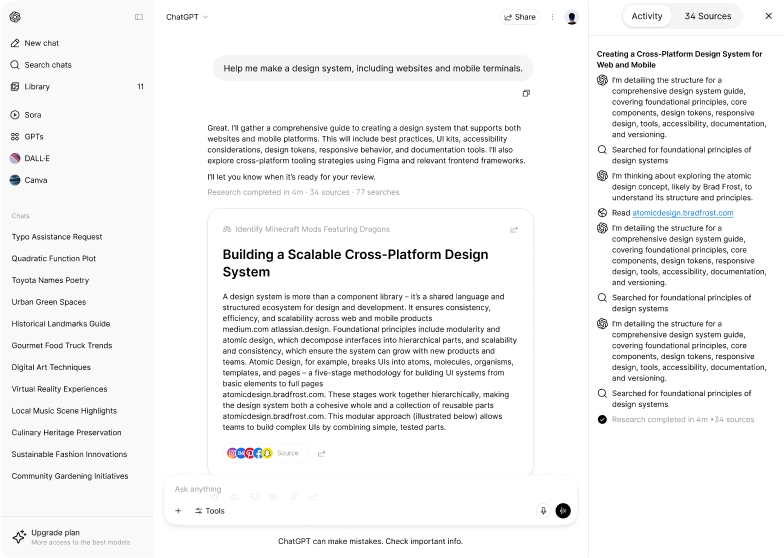 New chat
Search chats
Library 11
Sora
GPTs
DALL·E
Canva
Chats
Typo Assistance Request
Quadratic Function Plot
Toyota Names Poetry
Urban Green Spaces
Historical Landmarks Guide
Gourmet Food Truck Trends
Digital Art Techniques
Virtual Reality Experiences
Local Music Scene Highlights
Culinary Heritage Preservation
Sustainable Fashion Innovations
Community Gardening Initiatives
Upgrade plan
More access to the best models
ChatGPT
Share
Help me make a design system, including websites and mobile terminals.
Great. I'll gather a comprehensive guide to creating a design system that supports both
websites and mobile platforms. This will include best practices, UI kits, accessibility
considerations, design tokens, responsive behavior, and documentation tools. I'll also
explore cross-platform tooling strategies using Figma and relevant frontend frameworks.
I'll let you know when it's ready for your review.
Research completed in 4m · 34 sources · 77 searches
Identify Minecraft Mods Featuring Dragons
Building a Scalable Cross-Platform Design
System
A design system is more than a component library – it's a shared language and
structured ecosystem for design and development. It ensures consistency,
efficiency, and scalability across web and mobile products
medium.com atlassian.design. Foundational principles include modularity and
atomic design, which decompose interfaces into hierarchical parts, and scalability
and consistency, which ensure the system can grow with new products and
teams. Atomic Design, for example, breaks UIs into atoms, molecules, organisms,
templates, and pages – a five-stage methodology for building UI systems from
basic elements to full pages
atomicdesign.bradfrost.com. These stages work together hierarchically, making
the design system both a cohesive whole and a collection of reusable parts
atomicdesign.bradfrost.com. This modular approach (illustrated below) allows
teams to build complex UIs by combining simple, tested parts.
Source
Ask anything
Tools
ChatGPT can make mistakes. Check important info.
Activity 34 Sources
Creating a Cross-Platform Design System for
Web and Mobile
I'm detailing the structure for a
comprehensive design system guide,
covering foundational principles, core
components, design tokens, responsive
design, tools, accessibility, documentation,
and versioning.
Searched for foundational principles of
design systems
I'm thinking about exploring the atomic
design concept, likely by Brad Frost, to
understand its structure and principles.
Read atomicdesign.bradfrost.com
I'm detailing the structure for a
comprehensive design system guide,
covering foundational principles, core
components, design tokens, responsive
design, tools, accessibility, documentation,
and versioning.
Searched for foundational principles of
design systems
I'm detailing the structure for a
comprehensive design system guide,
covering foundational principles, core
components, design tokens, responsive
design, tools, accessibility, documentation,
and versioning.
Searched for foundational principles of
design systems
Research completed in 4m •34 sources